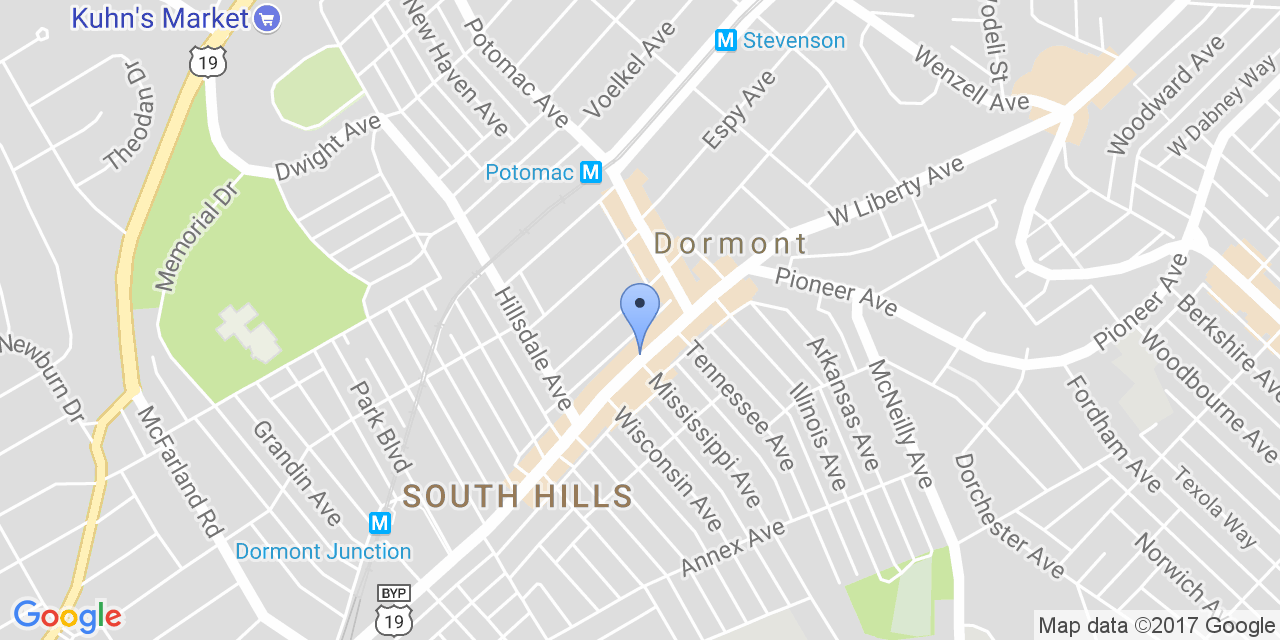 Kuhn's Market
19
Theodan Dr
New Haven Ave
Potomac Ave
Voelkel Ave
Stevenson
M
Espy Ave
Wenzell Ave
Vodeli St
Woodward Ave
W Dabney Way
Dwight Ave
Potomac
M
Memorial Dr
W Liberty Ave
Dormont
Pioneer Ave
Pioneer Ave
Berkshire Ave
Woodbourne Ave
Newburn Dr
Hillsdale Ave
Park Blvd
Grandin Ave
McFarland Rd
Tennessee Ave
Mississippi Ave
Wisconsin Ave
Illinois Ave
Arkansas Ave
McNeilly Ave
Fordham Ave
Texola Way
Dorchester Ave
Norwich A
SOUTH HILLS
M
Dormont Junction
Annex Ave
BYP
19
Google
Map data ©2017 Google